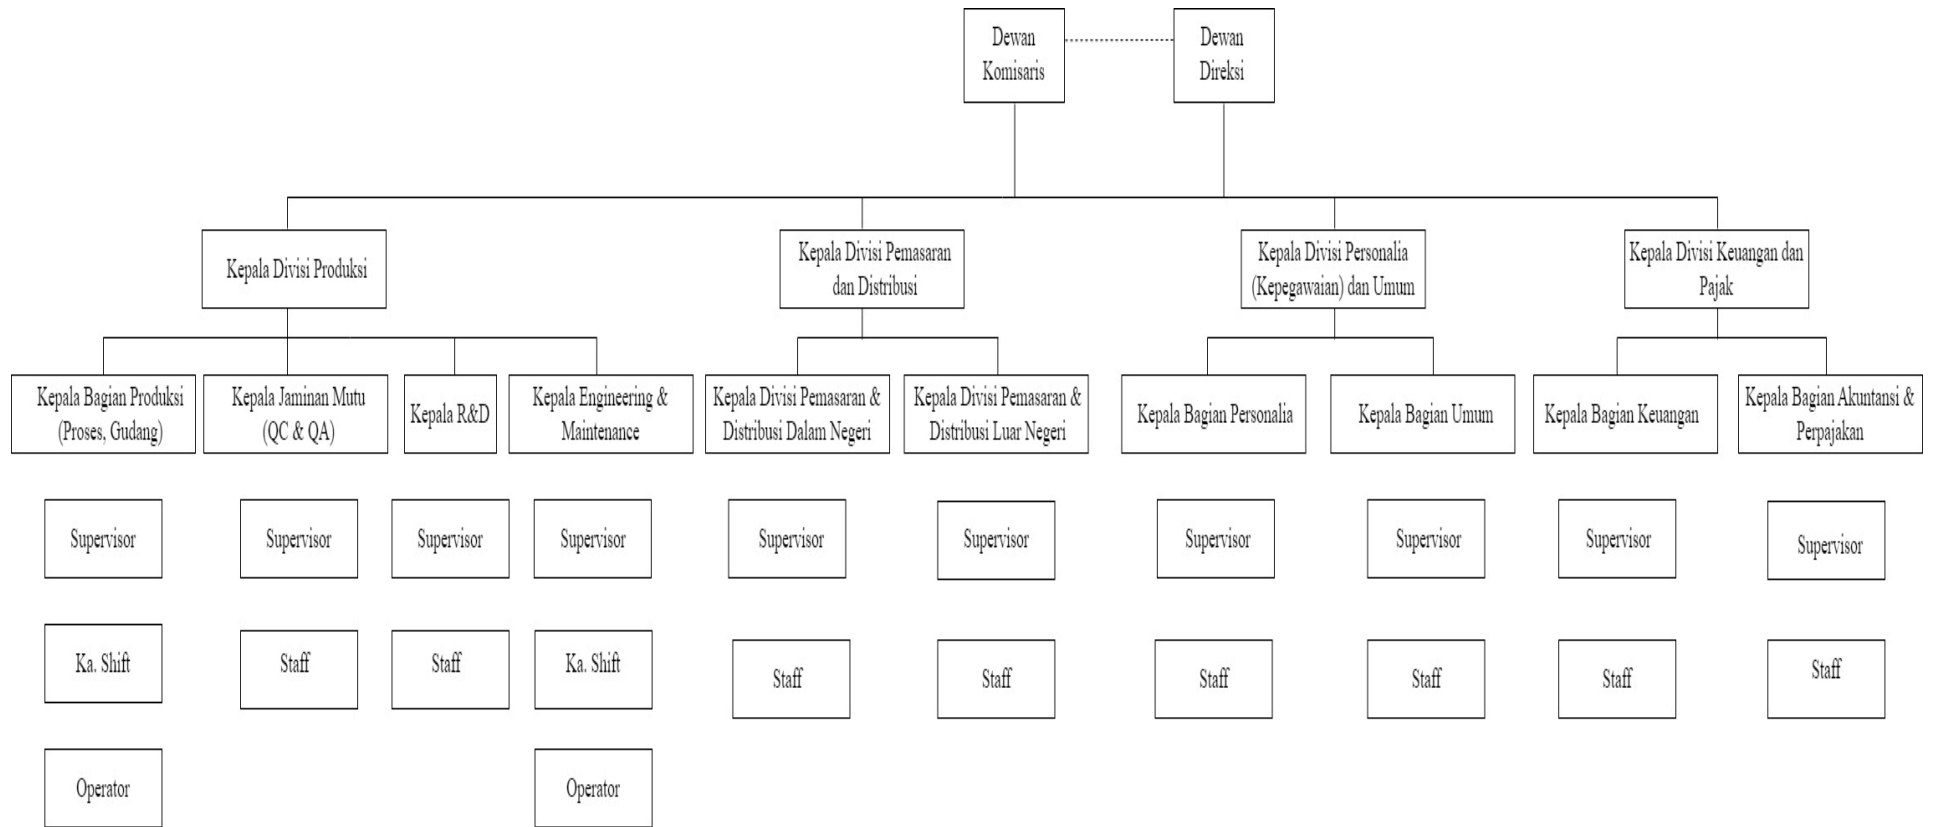 Dewan
Komisaris
Dewan
Direksi
Kepala Divisi Produksi
Kepala Divisi Pemasaran
dan Distribusi
Kepala Divisi Personalia
(Kepegawaian) dan Umum
Kepala Divisi Keuangan dan
Pajak
Kepala Bagian Produksi
(Proses, Gudang)
Kepala Jaminan Mutu
(QC & QA)
Kepala R&D
Kepala Engineering &
Maintenance
Kepala Divisi Pemasaran &
Distribusi Dalam Negeri
Kepala Divisi Pemasaran &
Distribusi Luar Negeri
Kepala Bagian Personalia
Kepala Bagian Umum
Kepala Bagian Keuangan
Kepala Bagian Akuntansi &
Perpajakan
Supervisor
Supervisor
Supervisor
Supervisor
Supervisor
Supervisor
Supervisor
Supervisor
Supervisor
Supervisor
Ka. Shift
Staff
Staff
Ka. Shift
Staff
Staff
Staff
Staff
Staff
Staff
Operator
Operator